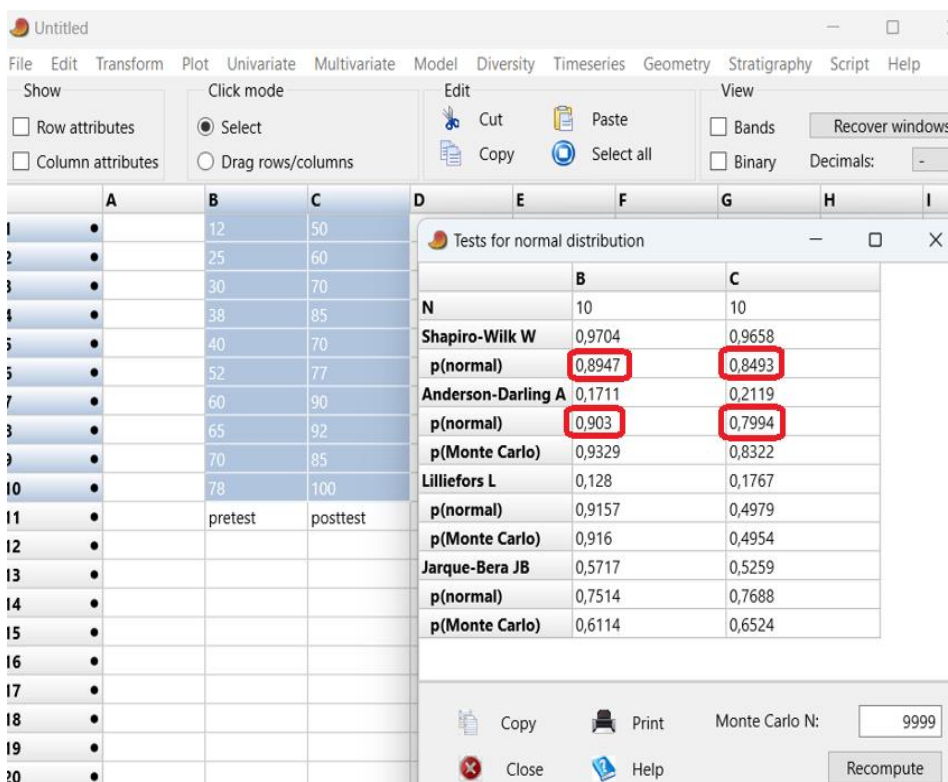 Untitled
File Edit Transform Plot Univariate Multivariate Model Diversity Timeseries Geometry Stratigraphy Script Help
Show Click mode Edit View
Row attributes Select Cut Paste Bands Recover windows
Column attributes Drag rows/columns Copy Select all Binary Decimals: -
A B C D E F G H I
1 12 50
2 25 60
3 30 70
4 38 85
5 40 70
6 52 77
7 60 90
8 65 92
9 70 85
10 78 100
11 pretest posttest
12
13
14
15
16
17
18
19
20
Tests for normal distribution
B C
N 10 10
Shapiro-Wilk W 0,9704 0,9658
p(normal) 0,8947 0,8493
Anderson-Darling A 0,1711 0,2119
p(normal) 0,903 0,7994
p(Monte Carlo) 0,9329 0,8322
Lilliefors L 0,128 0,1767
p(normal) 0,9157 0,4979
p(Monte Carlo) 0,916 0,4954
Jarque-Bera JB 0,5717 0,5259
p(normal) 0,7514 0,7688
p(Monte Carlo) 0,6114 0,6524
Copy Print Monte Carlo N: 9999
Close Help Recompute